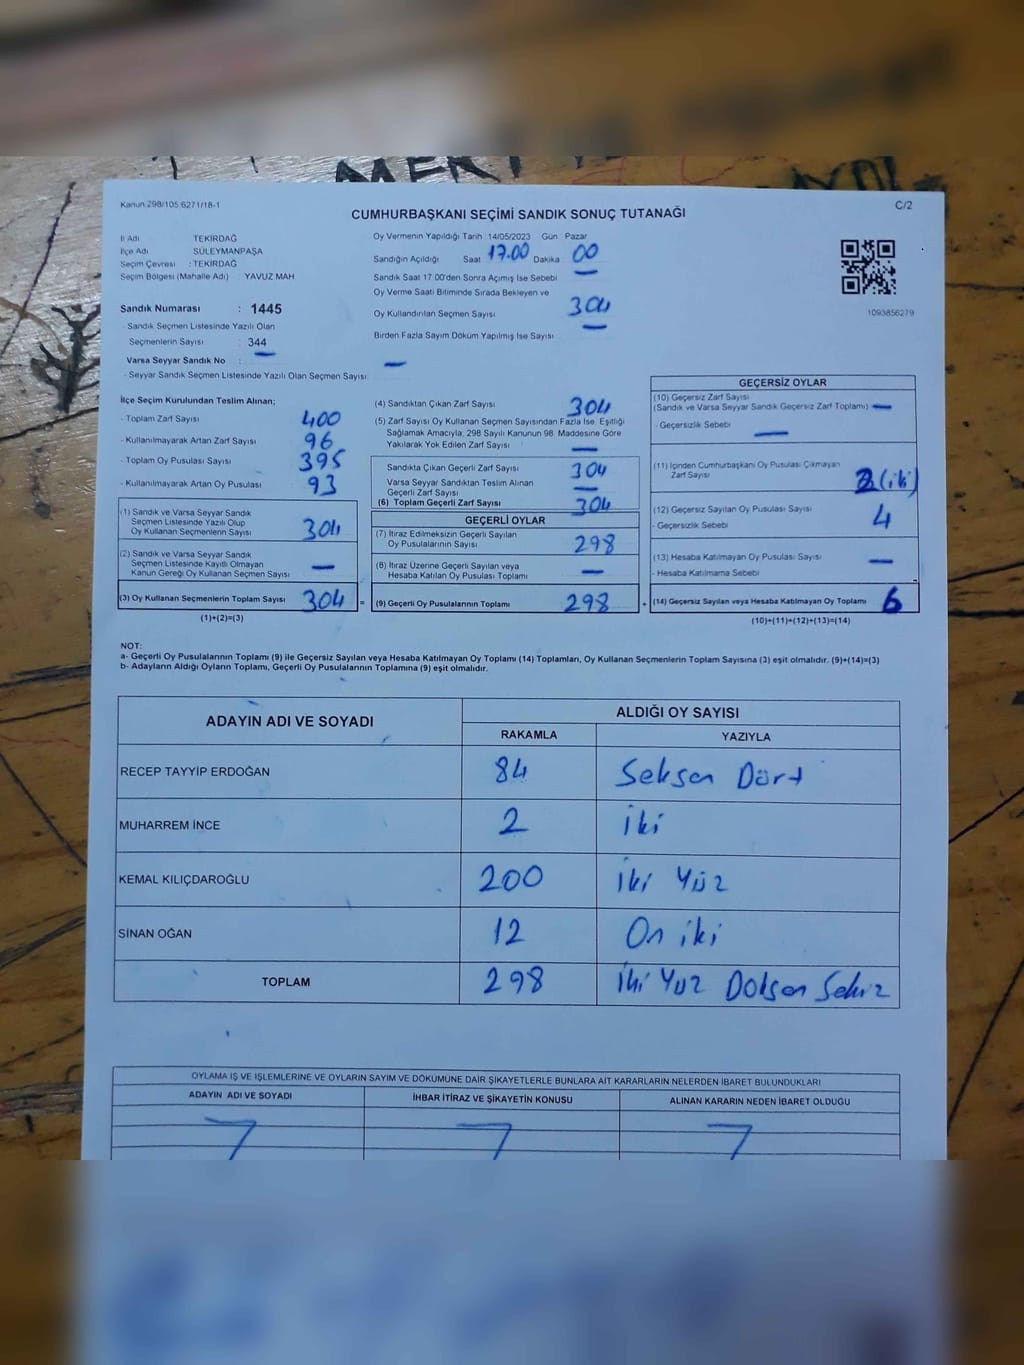 Kanun 298/105.6271/18-1
C/2
CUMHURBAŞKANI SEÇİMİ SANDIK SONUÇ TUTANAĞI
İl Adı TEKİRDAĞ
İlçe Adı SÜLEYMANPAŞA
Seçim Çevresi : TEKİRDAĞ
Seçim Bölgesi (Mahalle Adı) YAVUZ MAH
Sandık Numarası : 1445
- Sandık Seçmen Listesinde Yazılı Olan
Seçmenlerin Sayısı : 344
Varsa Seyyar Sandık No : —
- Seyyar Sandık Seçmen Listesinde Yazılı Olan Seçmen Sayısı: —
Oy Vermenin Yapıldığı Tarih 14/05/2023 Gün Pazar
Sandığın Açıldığı Saat 17.00 Dakika 00
Sandık Saat 17:00'den Sonra Açımış İse Sebebi —
Oy Verme Saati Bitiminde Sırada Bekleyen ve
Oy Kullandırılan Seçmen Sayısı 304
Birden Fazla Sayım Döküm Yapılmış İse Sayısı —
1093856279
İlçe Seçim Kurulundan Teslim Alınan;
- Toplam Zarf Sayısı 400
- Kullanılmayarak Artan Zarf Sayısı 96
- Toplam Oy Pusulası Sayısı 395
- Kullanılmayarak Artan Oy Pusulası 93
(1) Sandık ve Varsa Seyyar Sandık
Seçmen Listesinde Yazılı Olup
Oy Kullanan Seçmenlerin Sayısı 304
(2) Sandık ve Varsa Seyyar Sandık
Seçmen Listesinde Kayıtlı Olmayan
Kanun Gereği Oy Kullanan Seçmen Sayısı —
(3) Oy Kullanan Seçmenlerin Toplam Sayısı 304 =
(1)+(2)=(3)
(4) Sandıktan Çıkan Zarf Sayısı 304
(5) Zarf Sayısı Oy Kullanan Seçmen Sayısından Fazla İse, Eşitliği
Sağlamak Amacıyla, 298 Sayılı Kanunun 98. Maddesine Göre
Yakılarak Yok Edilen Zarf Sayısı —
Sandıkta Çıkan Geçerli Zarf Sayısı 304
Varsa Seyyar Sandıktan Teslim Alınan
Geçerli Zarf Sayısı —
(6) Toplam Geçerli Zarf Sayısı 304
GEÇERLİ OYLAR
(7) İtiraz Edilmeksizin Geçerli Sayılan
Oy Pusulalarının Sayısı 298
(8) İtiraz Üzerine Geçerli Sayılan veya
Hesaba Katılan Oy Pusulası Toplamı —
(9) Geçerli Oy Pusulalarının Toplamı 298 +
GEÇERSİZ OYLAR
(10) Geçersiz Zarf Sayısı
(Sandık ve Varsa Seyyar Sandık Geçersiz Zarf Toplamı) —
- Geçersizlik Sebebi —
(11) İçinden Cumhurbaşkanı Oy Pusulası Çıkmayan
Zarf Sayısı 2 (iki)
(12) Geçersiz Sayılan Oy Pusulası Sayısı 4
- Geçersizlik Sebebi
(13) Hesaba Katılmayan Oy Pusulası Sayısı —
- Hesaba Katılmama Sebebi
(14) Geçersiz Sayılan veya Hesaba Katılmayan Oy Toplamı 6
(10)+(11)+(12)+(13)=(14)
NOT:
a- Geçerli Oy Pusulalarının Toplamı (9) ile Geçersiz Sayılan veya Hesaba Katılmayan Oy Toplamı (14) Toplamları, Oy Kullanan Seçmenlerin Toplam Sayısına (3) eşit olmalıdır. (9)+(14)=(3)
b- Adayların Aldığı Oyların Toplamı, Geçerli Oy Pusulalarının Toplamına (9) eşit olmalıdır.
ADAYIN ADI VE SOYADI ALDIĞI OY SAYISI
RAKAMLA YAZIYLA
RECEP TAYYİP ERDOĞAN 84 Seksen Dört
MUHARREM İNCE 2 İki
KEMAL KILIÇDAROĞLU 200 İki Yüz
SİNAN OĞAN 12 On iki
TOPLAM 298 İki Yüz Doksan Sekiz
OYLAMA İŞ VE İŞLEMLERİNE VE OYLARIN SAYIM VE DÖKÜMÜNE DAİR ŞİKAYETLERLE BUNLARA AİT KARARLARIN NELERDEN İBARET BULUNDUKLARI
ADAYIN ADI VE SOYADI İHBAR İTİRAZ VE ŞİKAYETİN KONUSU ALINAN KARARIN NEDEN İBARET OLDUĞU